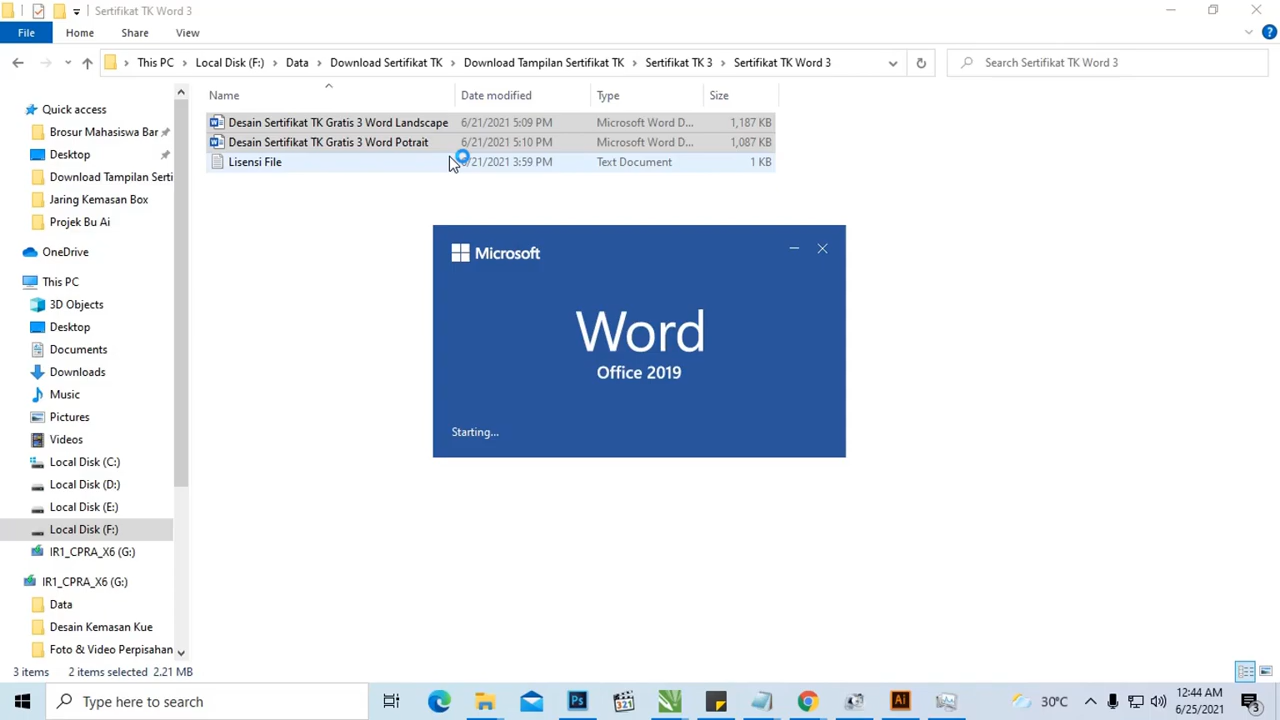 Sertifikat TK Word 3
File Home Share View
This PC Local Disk (F:) Data Download Sertifikat TK Download Tampilan Sertifikat TK Sertifikat TK 3 Sertifikat TK Word 3 Search Sertifikat TK Word 3
Name Date modified Type Size
Desain Sertifikat TK Gratis 3 Word Landscape 6/21/2021 5:09 PM Microsoft Word D... 1,187 KB
Desain Sertifikat TK Gratis 3 Word Potrait 6/21/2021 5:10 PM Microsoft Word D... 1,087 KB
Lisensi File 6/21/2021 3:59 PM Text Document 1 KB
Quick access
Brosur Mahasiswa Bar
Desktop
Download Tampilan Serti
Jaring Kemasan Box
Projek Bu Ai
OneDrive
This PC
3D Objects
Desktop
Documents
Downloads
Music
Pictures
Videos
Local Disk (C:)
Local Disk (D:)
Local Disk (E:)
Local Disk (F:)
IR1_CPRA_X6 (G:)
IR1_CPRA_X6 (G:)
Data
Desain Kemasan Kue
Foto & Video Perpisahan
Microsoft
Word
Office 2019
Starting...
3 items 2 items selected 2.21 MB
Type here to search
Ps
321
Ai
30°C
12:44 AM
6/25/2021
3